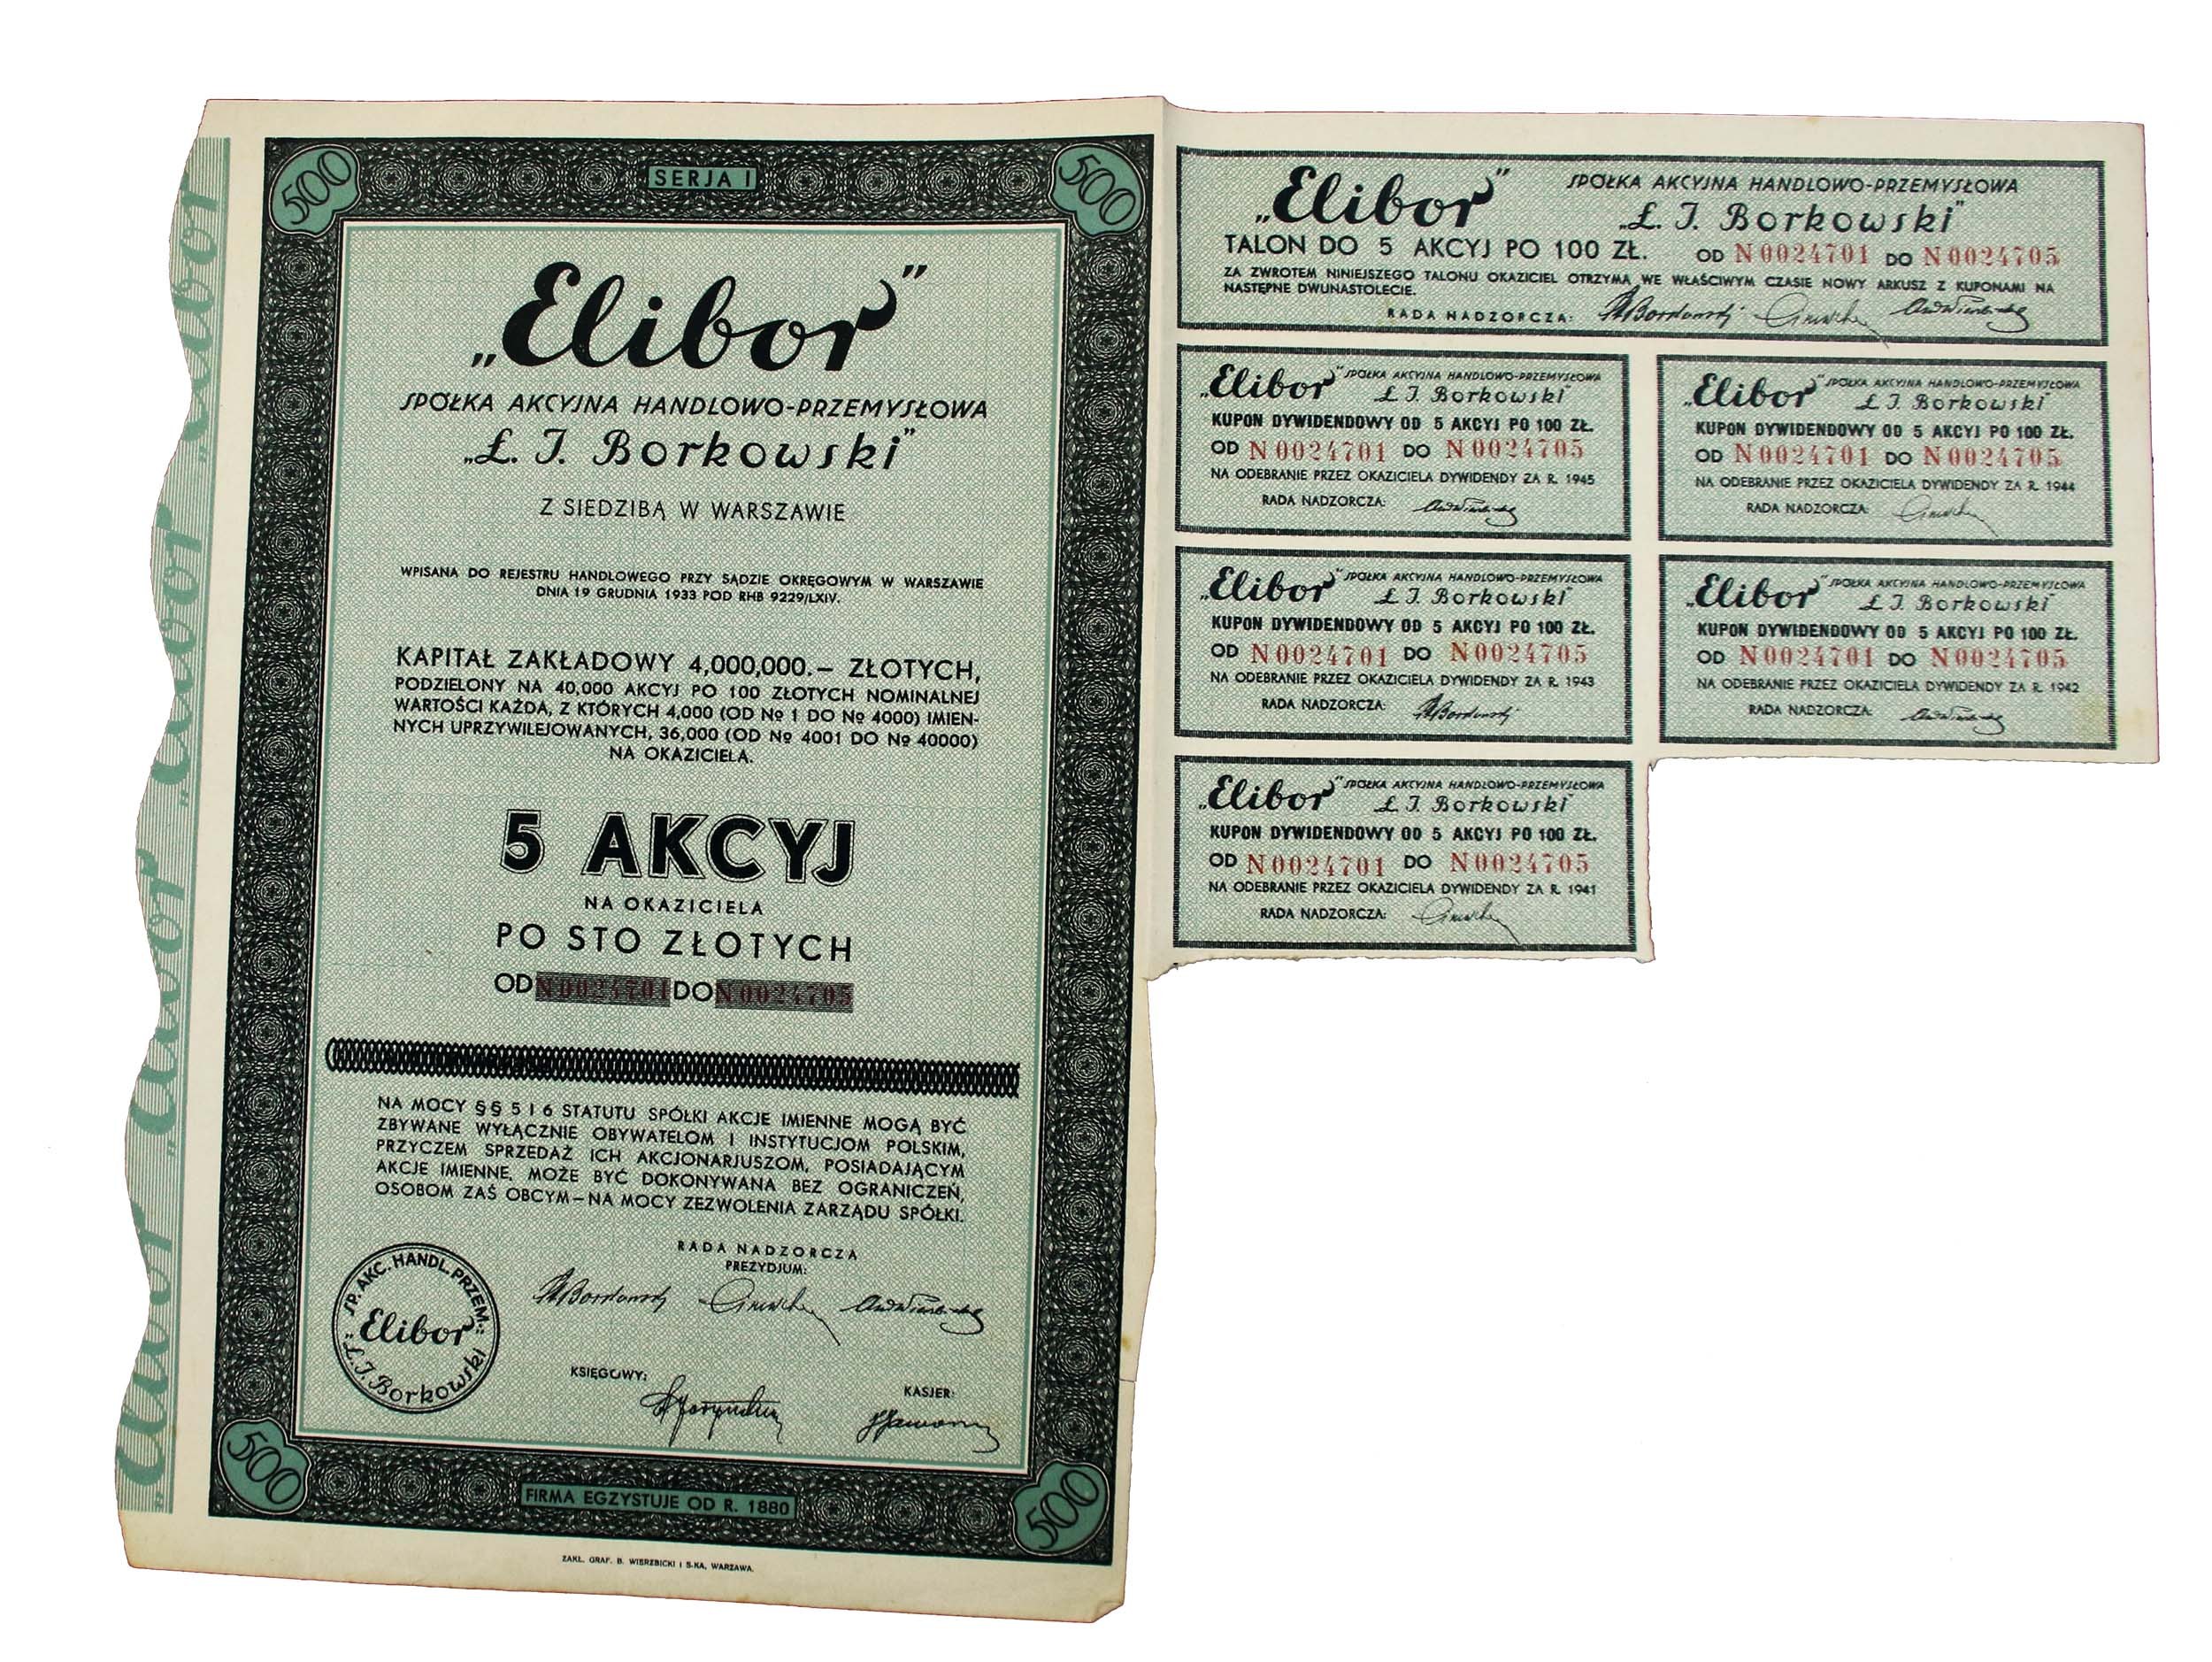 500
SERJA I
500
„Elibor”
SPÓŁKA AKCYJNA HANDLOWO-PRZEMYSŁOWA
„Ł. J. Borkowski”
Z SIEDZIBĄ W WARSZAWIE
WPISANA DO REJESTRU HANDLOWEGO PRZY SĄDZIE OKRĘGOWYM W WARSZAWIE
DNIA 19 GRUDNIA 1933 POD RHB 9229/LXIV.
KAPITAŁ ZAKŁADOWY 4,000,000.— ZŁOTYCH,
PODZIELONY NA 40,000 AKCYJ PO 100 ZŁOTYCH NOMINALNEJ
WARTOŚCI KAŻDA, Z KTÓRYCH 4,000 (OD № 1 DO № 4000) IMIEN-
NYCH UPRZYWILEJOWANYCH, 36,000 (OD № 4001 DO № 40000)
NA OKAZICIELA.
5 AKCYJ
NA OKAZICIELA
PO STO ZŁOTYCH
OD N 0024701 DO N 0024705
NA MOCY §§ 5 I 6 STATUTU SPÓŁKI AKCJE IMIENNE MOGĄ BYĆ
ZBYWANE WYŁĄCZNIE OBYWATELOM I INSTYTUCJOM POLSKIM,
PRZYCZEM SPRZEDAŻ ICH AKCJONARJUSZOM, POSIADAJĄCYM
AKCJE IMIENNE, MOŻE BYĆ DOKONYWANA BEZ OGRANICZEŃ,
OSOBOM ZAŚ OBCYM—NA MOCY ZEZWOLENIA ZARZĄDU SPÓŁKI.
RADA NADZORCZA
PREZYDJUM:
SP. AKC. HANDL. PRZEM.
„Elibor”
Ł. J. Borkowski
KSIĘGOWY:
KASJER:
500
FIRMA EGZYSTUJE OD R. 1880
500
ZAKŁ. GRAF. B. WIERZBICKI I S-KA, WARSZAWA.
„Elibor” SPÓŁKA AKCYJNA HANDLOWO-PRZEMYSŁOWA
„Ł. J. Borkowski”
TALON DO 5 AKCYJ PO 100 ZŁ. OD N 0024701 DO N 0024705
ZA ZWROTEM NINIEJSZEGO TALONU OKAZICIEL OTRZYMA WE WŁAŚCIWYM CZASIE NOWY ARKUSZ Z KUPONAMI NA
NASTĘPNE DWUNASTOLECIE.
RADA NADZORCZA:
„Elibor” SPÓŁKA AKCYJNA HANDLOWO-PRZEMYSŁOWA
Ł. J. Borkowski
KUPON DYWIDENDOWY OD 5 AKCYJ PO 100 ZŁ.
OD N 0024701 DO N 0024705
NA ODEBRANIE PRZEZ OKAZICIELA DYWIDENDY ZA R. 1945
RADA NADZORCZA:
„Elibor” SPÓŁKA AKCYJNA HANDLOWO-PRZEMYSŁOWA
Ł. J. Borkowski
KUPON DYWIDENDOWY OD 5 AKCYJ PO 100 ZŁ.
OD N 0024701 DO N 0024705
NA ODEBRANIE PRZEZ OKAZICIELA DYWIDENDY ZA R. 1944
RADA NADZORCZA:
„Elibor” SPÓŁKA AKCYJNA HANDLOWO-PRZEMYSŁOWA
Ł. J. Borkowski
KUPON DYWIDENDOWY OD 5 AKCYJ PO 100 ZŁ.
OD N 0024701 DO N 0024705
NA ODEBRANIE PRZEZ OKAZICIELA DYWIDENDY ZA R. 1943
RADA NADZORCZA:
„Elibor” SPÓŁKA AKCYJNA HANDLOWO-PRZEMYSŁOWA
Ł. J. Borkowski
KUPON DYWIDENDOWY OD 5 AKCYJ PO 100 ZŁ.
OD N 0024701 DO N 0024705
NA ODEBRANIE PRZEZ OKAZICIELA DYWIDENDY ZA R. 1942
RADA NADZORCZA:
„Elibor” SPÓŁKA AKCYJNA HANDLOWO-PRZEMYSŁOWA
Ł. J. Borkowski
KUPON DYWIDENDOWY OD 5 AKCYJ PO 100 ZŁ.
OD N 0024701 DO N 0024705
NA ODEBRANIE PRZEZ OKAZICIELA DYWIDENDY ZA R. 1941
RADA NADZORCZA: